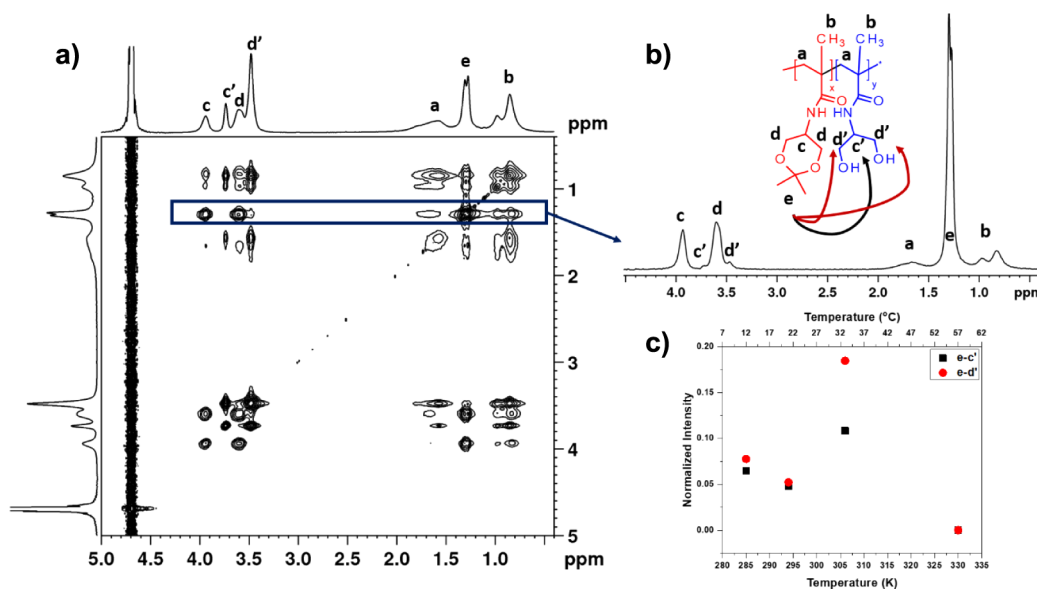 a)
c
c'
d
d'
e
a
b
ppm
1
2
3
4
5
5.0 4.5 4.0 3.5 3.0 2.5 2.0 1.5 1.0 ppm
b)
b
b
CH3
CH3
a
a
x
y
O
O
NH
HN
d
d
c
O
O
d'
c'
d'
HO
OH
e
c
d
c'
d'
a
e
b
4.0 3.5 3.0 2.5 2.0 1.5 1.0 ppm
c)
Temperature (°C)
7 12 17 22 27 32 37 42 47 52 57 62
0.20
0.15
0.10
0.05
0.00
Normalized Intensity
e-c'
e-d'
280 285 290 295 300 305 310 315 320 325 330 335
Temperature (K)